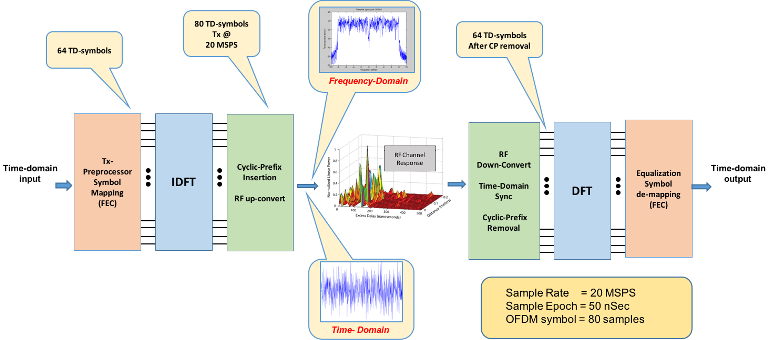 64 TD-symbols
80 TD-symbols
Tx @
20 MSPS
Frequency-Domain
64 TD-symbols
After CP removal
Time-domain
input
Tx-
Preprocessor
Symbol
Mapping
(FEC)
IDFT
Cyclic-Prefix
Insertion
RF up-convert
RF Channel
Response
Excess Delay (nanoseconds)
RF
Down-Convert
Time-Domain
Sync
Cyclic-Prefix
Removal
DFT
Equalization
Symbol
de-mapping
(FEC)
Time-domain
output
Time- Domain
Sample Rate = 20 MSPS
Sample Epoch = 50 nSec
OFDM symbol = 80 samples